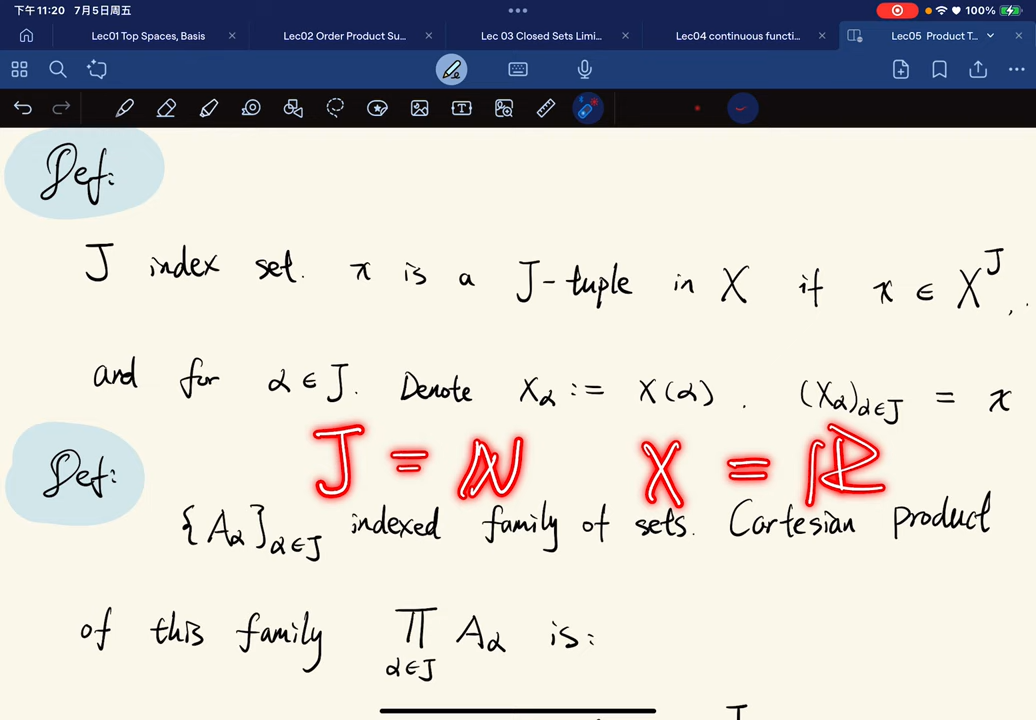 下午11:20 7月5日周五
100%
Lec01 Top Spaces, Basis
Lec02 Order Product Su...
Lec 03 Closed Sets Limi...
Lec04 continuous functi...
Lec05 Product T...
Def:
J index set. x is a J-tuple in X if x ∈ X^J,.
and for α ∈ J. Denote X_α := X(α). (X_α)_{α∈J} = x
J = ℕ X = ℝ
Def:
{A_α}_{α∈J} indexed family of sets. Cartesian product
of this family ∏_{α∈J} A_α is:
J